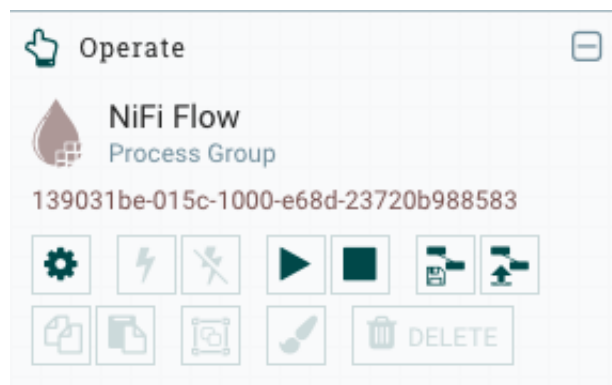 Operate
NiFi Flow
Process Group
139031be-015c-1000-e68d-23720b988583
DELETE